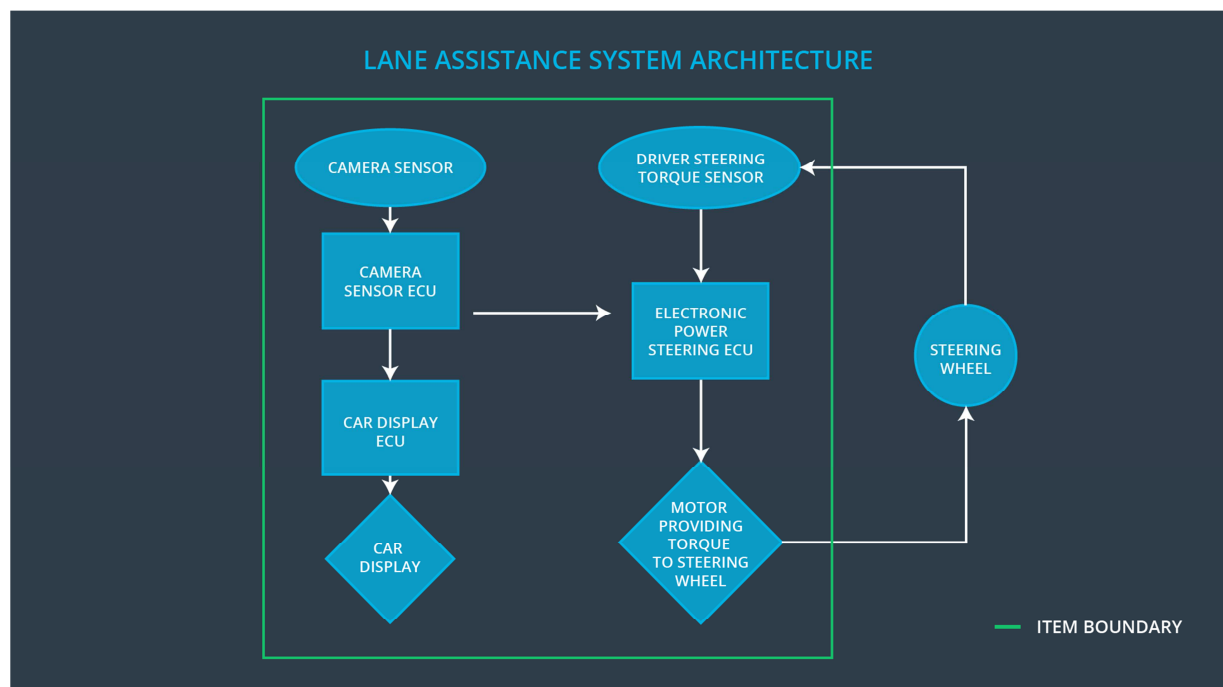 LANE ASSISTANCE SYSTEM ARCHITECTURE
CAMERA SENSOR
DRIVER STEERING
TORQUE SENSOR
CAMERA
SENSOR ECU
ELECTRONIC
POWER
STEERING ECU
STEERING
WHEEL
CAR DISPLAY
ECU
CAR
DISPLAY
MOTOR
PROVIDING
TORQUE
TO STEERING
WHEEL
ITEM BOUNDARY